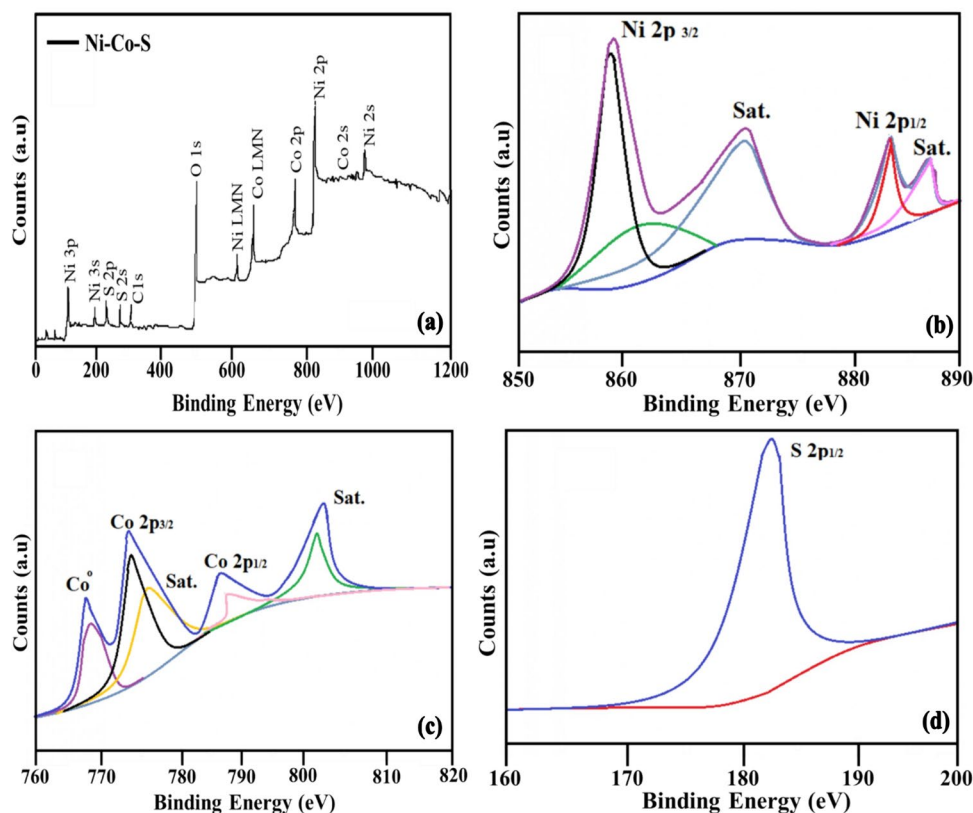 Ni-Co-S
Counts (a.u)
Ni 3p
Ni 3s
S 2p
S 2s
C1s
O 1s
Ni LMN
Co LMN
Co 2p
Ni 2p
Co 2s
Ni 2s
(a)
0 200 400 600 800 1000 1200
Binding Energy (eV)
Counts (a.u)
Ni 2p 3/2
Sat.
Ni 2p1/2
Sat.
(b)
850 860 870 880 890
Binding Energy (eV)
Counts (a.u)
Co°
Co 2p3/2
Sat.
Co 2p1/2
Sat.
(c)
760 770 780 790 800 810 820
Binding Energy (eV)
Counts (a.u)
S 2p1/2
(d)
160 170 182 190 200
Binding Energy (eV)